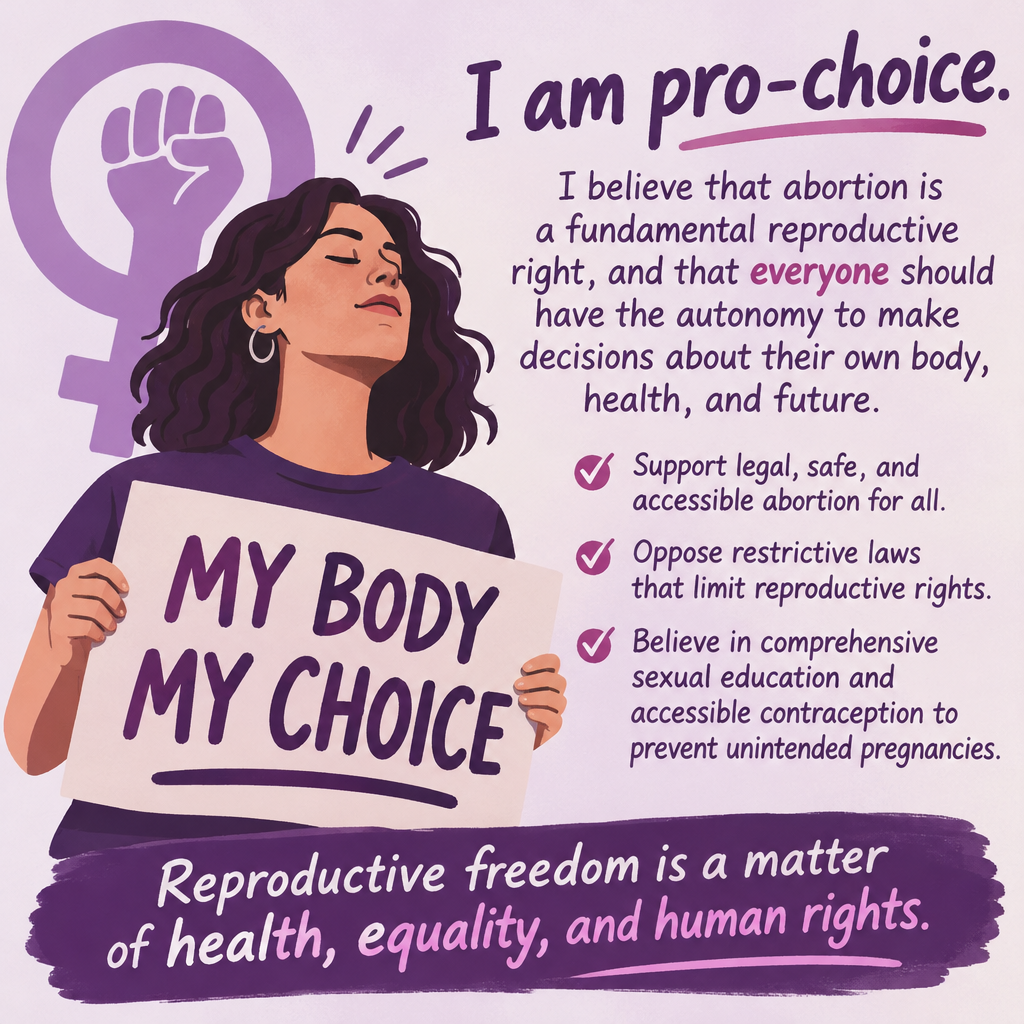 I am pro-choice.
I believe that abortion is
a fundamental reproductive
right, and that everyone should
have the autonomy to make
decisions about their own body,
health, and future.
Support legal, safe, and
accessible abortion for all.
Oppose restrictive laws
that limit reproductive rights.
Believe in comprehensive
sexual education and
accessible contraception to
prevent unintended pregnancies.
MY BODY
MY CHOICE
Reproductive freedom is a matter
of health, equality, and human rights.